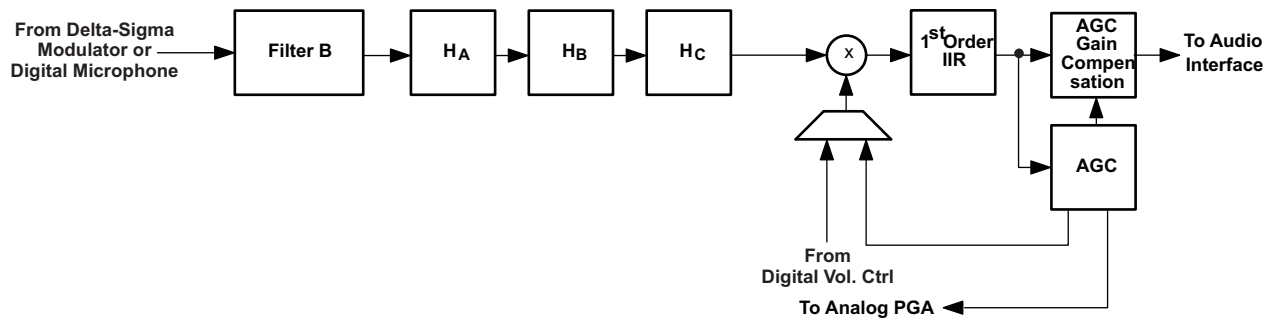 From Delta-Sigma
Modulator or
Digital Microphone
Filter B
HA
HB
HC
X
1st Order
IIR
AGC
Gain
Compen
sation
To Audio
Interface
AGC
From
Digital Vol. Ctrl
To Analog PGA